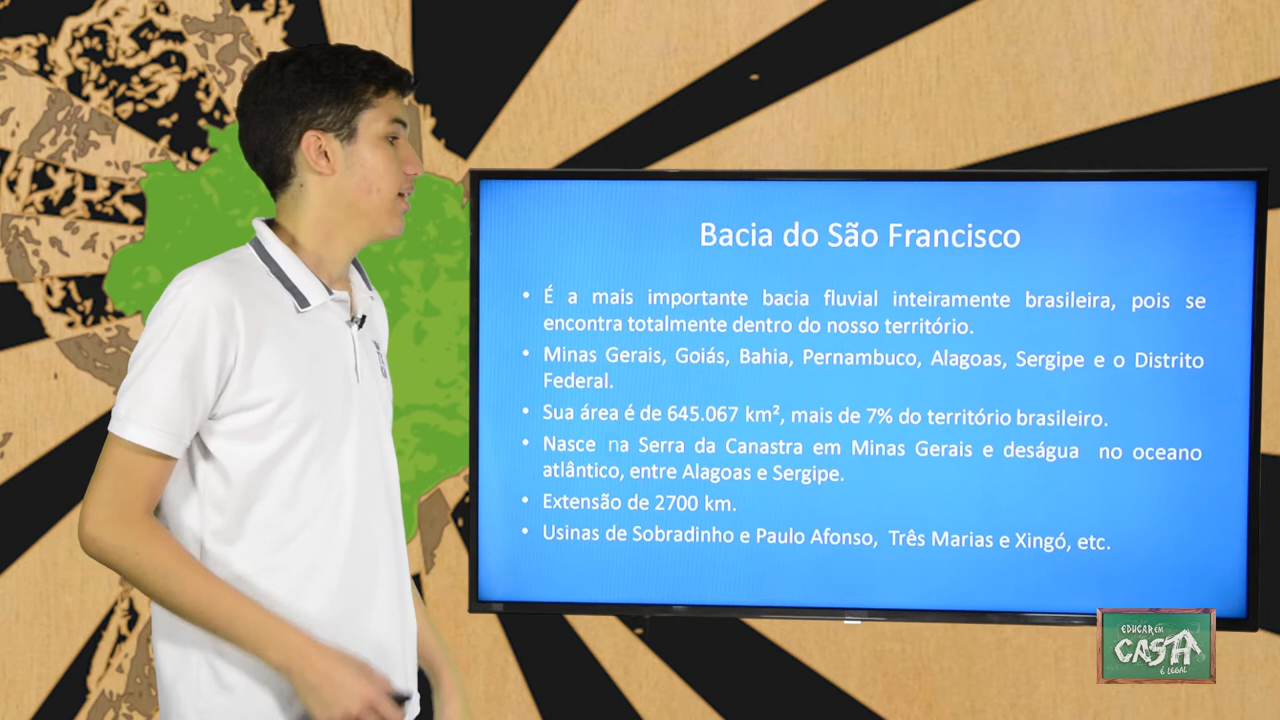 Bacia do São Francisco
• É a mais importante bacia fluvial inteiramente brasileira, pois se
encontra totalmente dentro do nosso território.
• Minas Gerais, Goiás, Bahia, Pernambuco, Alagoas, Sergipe e o Distrito
Federal.
• Sua área é de 645.067 km², mais de 7% do território brasileiro.
• Nasce na Serra da Canastra em Minas Gerais e deságua no oceano
atlântico, entre Alagoas e Sergipe.
• Extensão de 2700 km.
• Usinas de Sobradinho e Paulo Afonso, Três Marias e Xingó, etc.
EDUCAR EM
CASA
É LEGAL